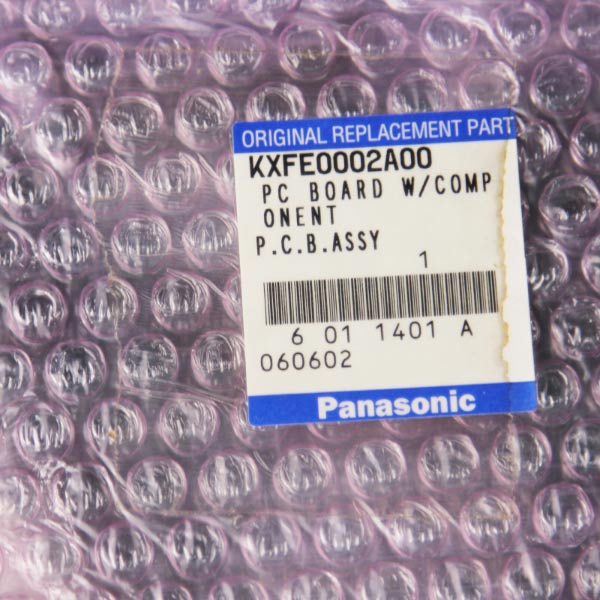 ORIGINAL REPLACEMENT PART
KXFE0002A00
PC BOARD W/COMP
ONENT
P.C.B.ASSY
1
6 01 1401 A
060602
Panasonic